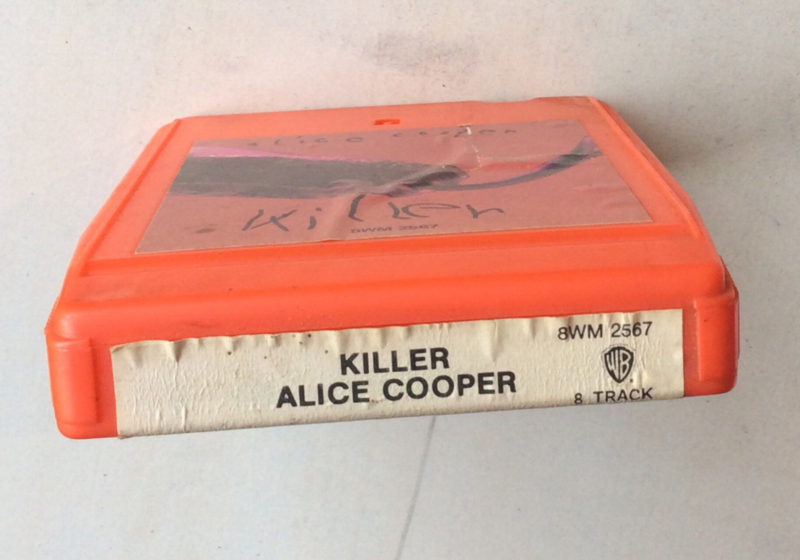 alice cooper
killer
8WM 2567
8WM 2567
KILLER
ALICE COOPER
WB
8 TRACK